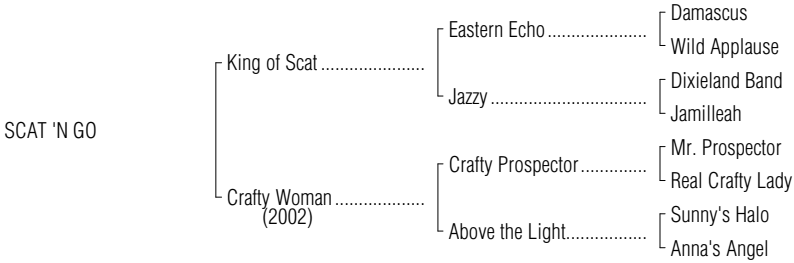 Damascus
Eastern Echo......................
Wild Applause
King of Scat.......................
Dixieland Band
Jazzy..................................
Jamilleah
SCAT 'N GO
Mr. Prospector
Crafty Prospector...............
Real Crafty Lady
Crafty Woman....................
(2002)
Sunny's Halo
Above the Light..................
Anna's Angel